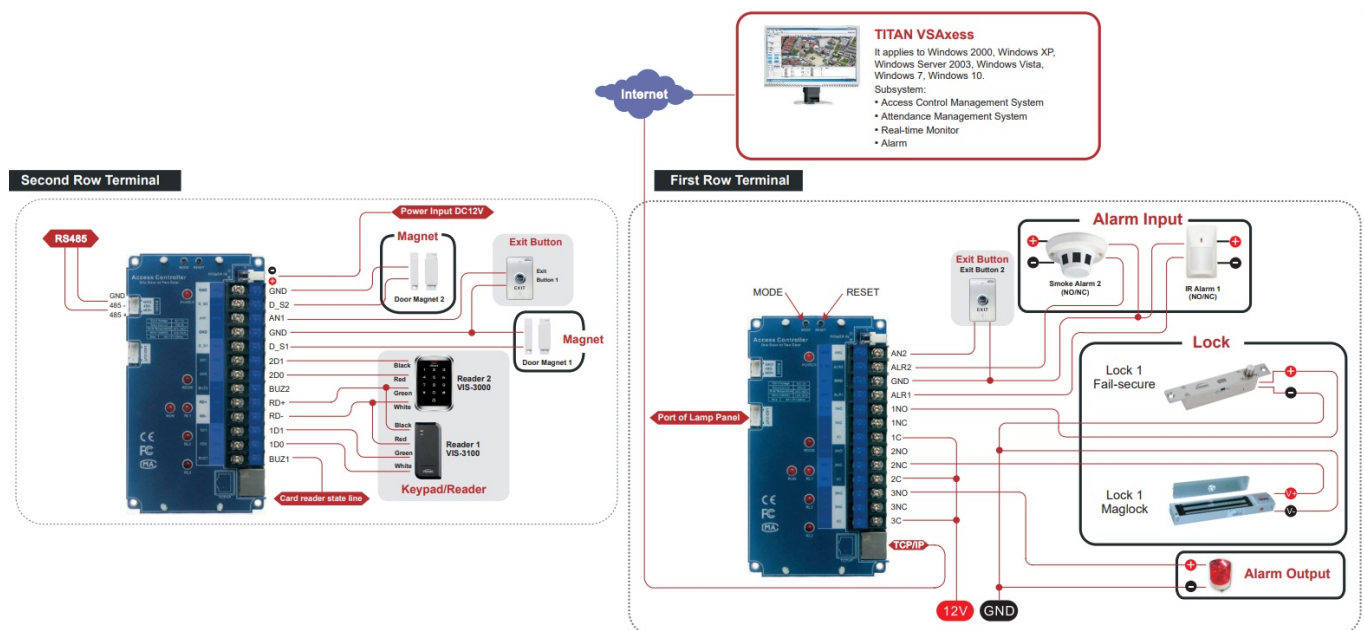 TITAN VSAxess
It applies to Windows 2000, Windows XP,
Windows Server 2003, Windows Vista,
Windows 7, Windows 10.
Subsystem:
• Access Control Management System
• Attendance Management System
• Real-time Monitor
• Alarm
Internet
Second Row Terminal
Power Input DC12V
RS485
Magnet
Door Magnet 2
Exit Button
Exit
Button 1
EXIT
Magnet
Door Magnet 1
Access Controller
GND
485 -
485 +
GND
D_S2
AN1
GND
D_S1
2D1
2D0
BUZ2
RD+
RD-
1D1
1D0
BUZ1
Black
Red
Green
White
Reader 2
VIS-3000
Black
Red
Green
White
Reader 1
VIS-3100
Keypad/Reader
Card reader state line
CE
FC
MA
First Row Terminal
Alarm Input
Smoke Alarm 2
(NO/NC)
IR Alarm 1
(NO/NC)
Exit Button
Exit Button 2
EXIT
MODE
RESET
Access Controller
Port of Lamp Panel
AN2
ALR2
GND
ALR1
1NO
1NC
1C
2NO
2NC
2C
3NO
3NC
3C
TCP/IP
CE
FC
MA
Lock
Lock 1
Fail-secure
Lock 1
Maglock
V+
V-
Alarm Output
12V
GND